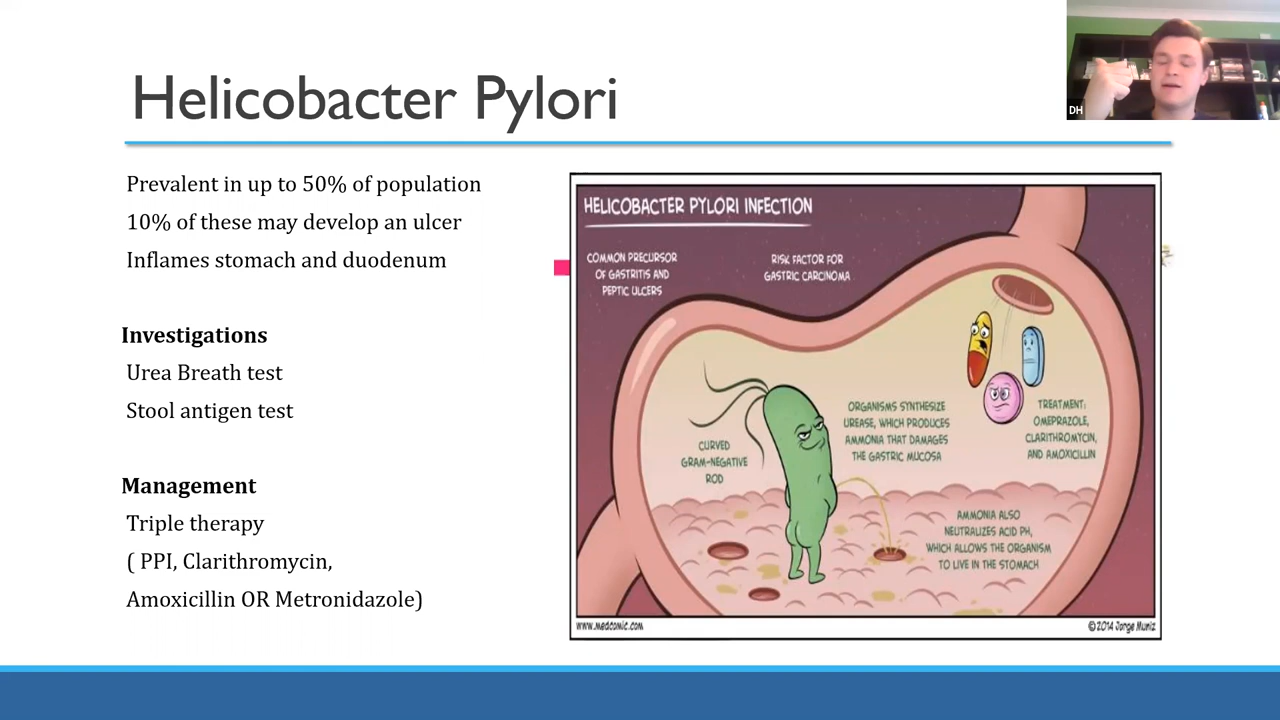 Helicobacter Pylori
DH
Prevalent in up to 50% of population
10% of these may develop an ulcer
Inflames stomach and duodenum
Investigations
Urea Breath test
Stool antigen test
Management
Triple therapy
( PPI, Clarithromycin,
Amoxicillin OR Metronidazole)
HELICOBACTER PYLORI INFECTION
COMMON PRECURSOR
OF GASTRITIS AND
PEPTIC ULCERS
RISK FACTOR FOR
GASTRIC CARCINOMA
CURVED
GRAM-NEGATIVE
ROD
ORGANISMS SYNTHESIZE
UREASE, WHICH PRODUCES
AMMONIA THAT DAMAGES
THE GASTRIC MUCOSA
TREATMENT:
OMEPRAZOLE,
CLARITHROMYCIN,
AND AMOXICILLIN
AMMONIA ALSO
NEUTRALIZES ACID PH,
WHICH ALLOWS THE ORGANISM
TO LIVE IN THE STOMACH
www.medcomic.com
© 2014 Jorge Muniz